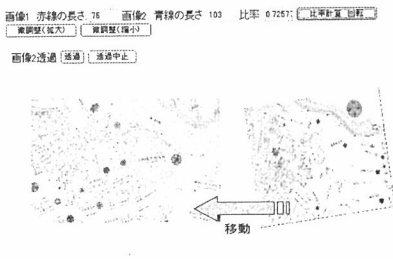 画像1 赤線の長さ 75 画像2 青線の長さ 103 比率 0.7257 比率計算 回転
微調整(拡大) 微調整(縮小)
画像2透過 透過 透過中止
移動